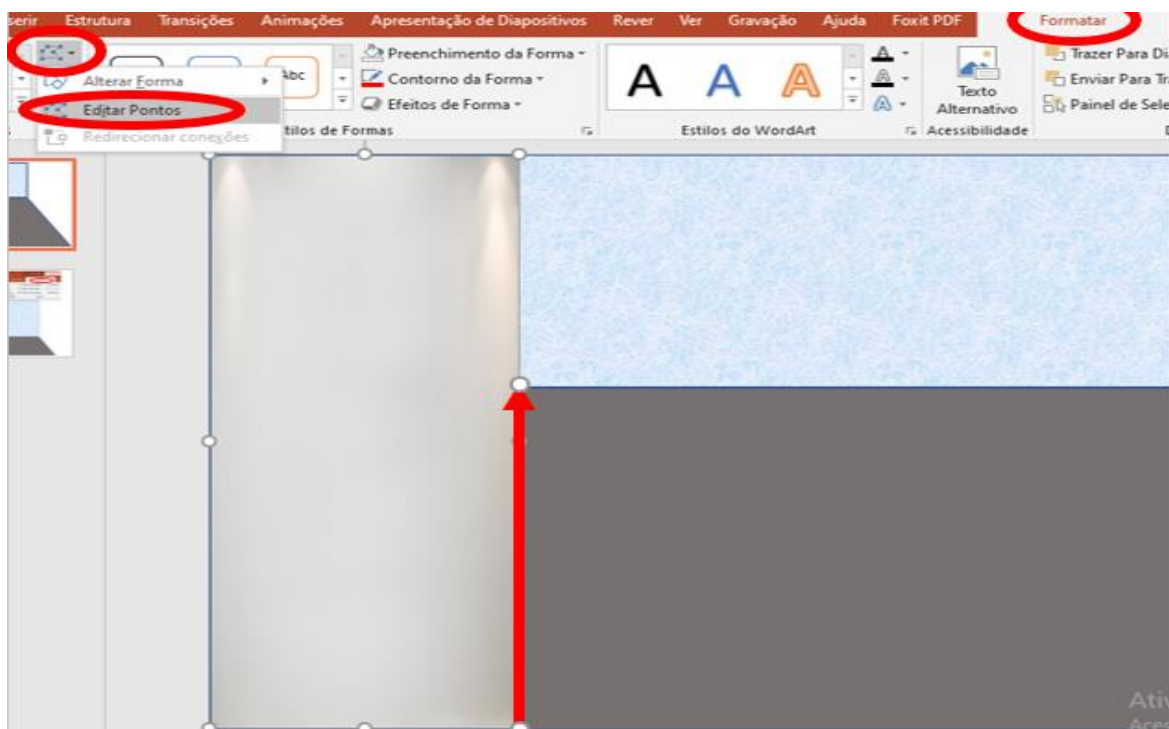 serir Estrutura Transições Animações Apresentação de Diapositivos Rever Ver Gravação Ajuda Foxit PDF Formatar
Alterar Forma
Editar Pontos
Redirecionar conexões
Abc
Preenchimento da Forma
Contorno da Forma
Efeitos de Forma
tilos de Formas
A A A
Estilos do WordArt
A
A
A
Texto
Alternativo
Acessibilidade
Trazer Para Di
Enviar Para Tr
Painel de Sele
Ativ
Aces